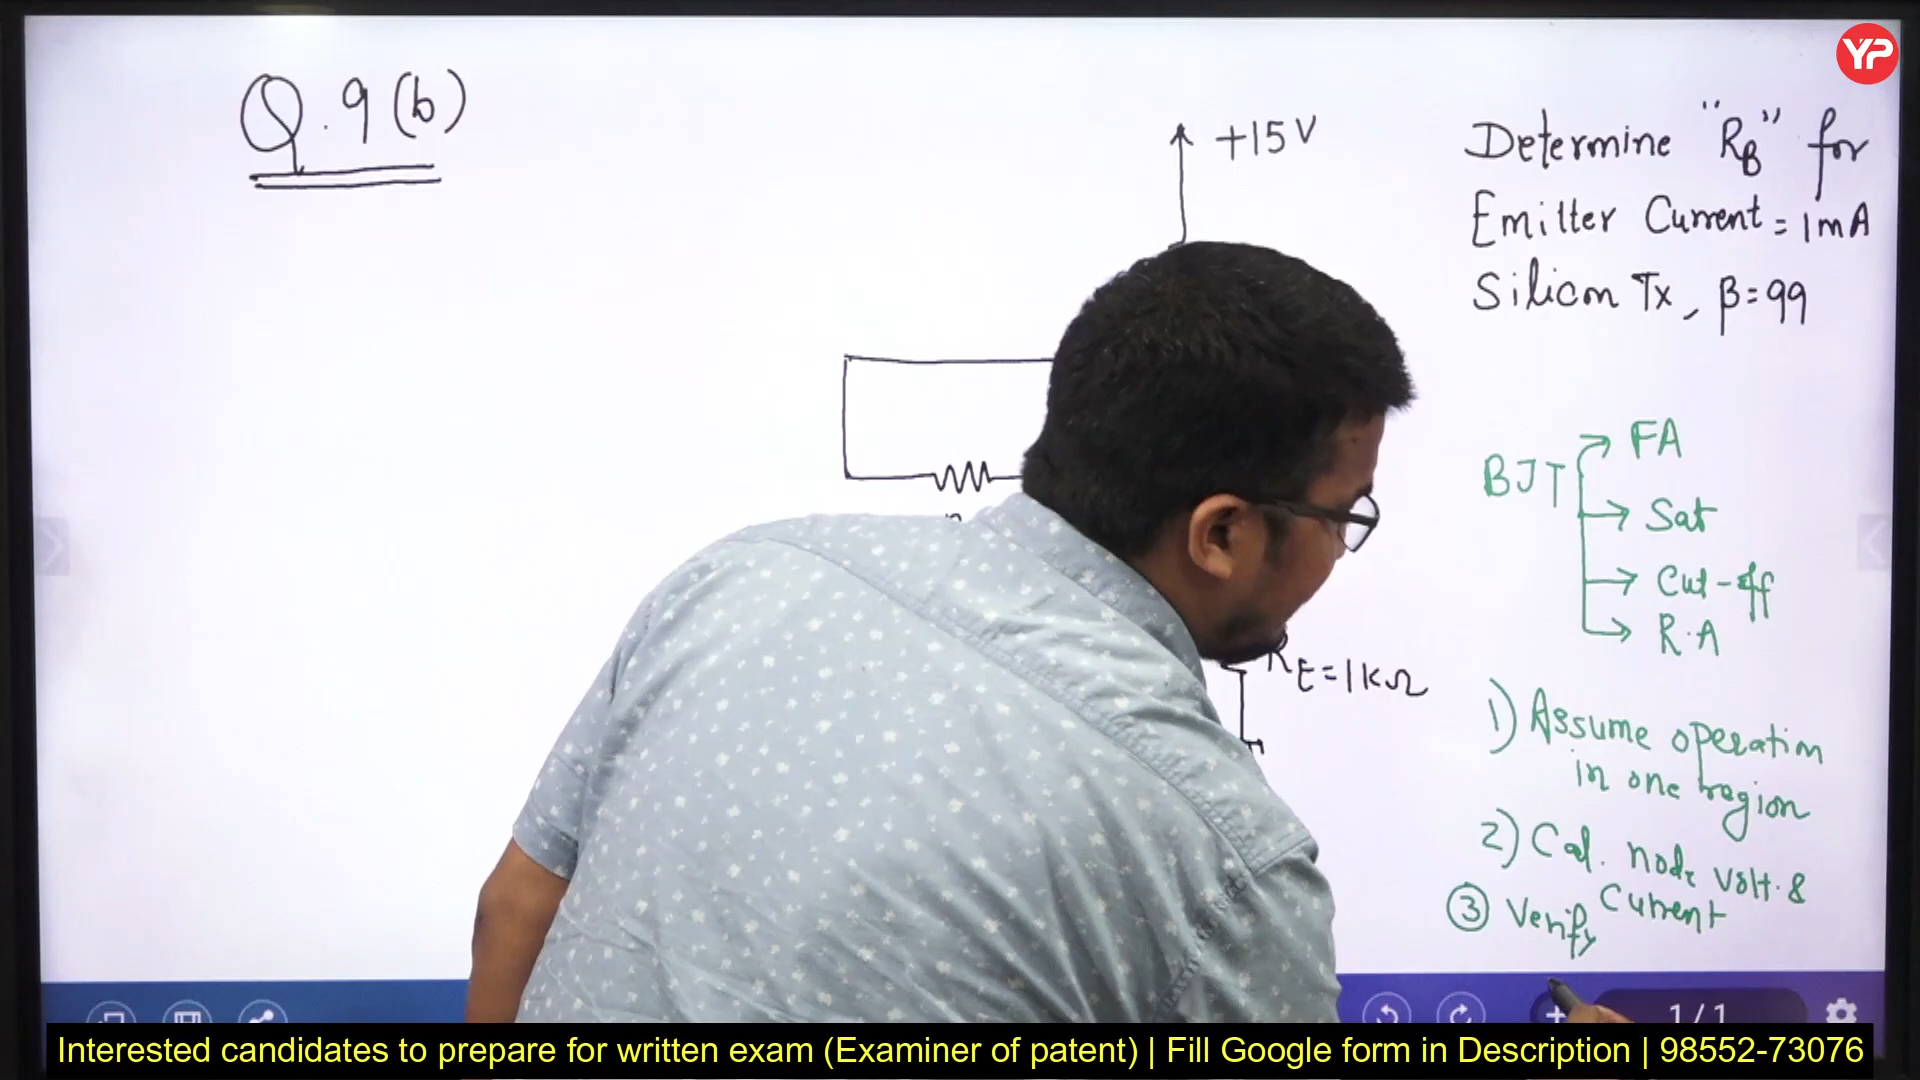 Q.9(b)
+15V
Determine "RB" for
Emitter Current = 1mA
Silicon Tx, β=99
BJT
FA
Sat
Cut-off
R.A
RE=1kΩ
1) Assume operation
in one region
2) Cal. node volt. &
Current
③ Verify
1/1
YP
Interested candidates to prepare for written exam (Examiner of patent) | Fill Google form in Description | 98552-73076